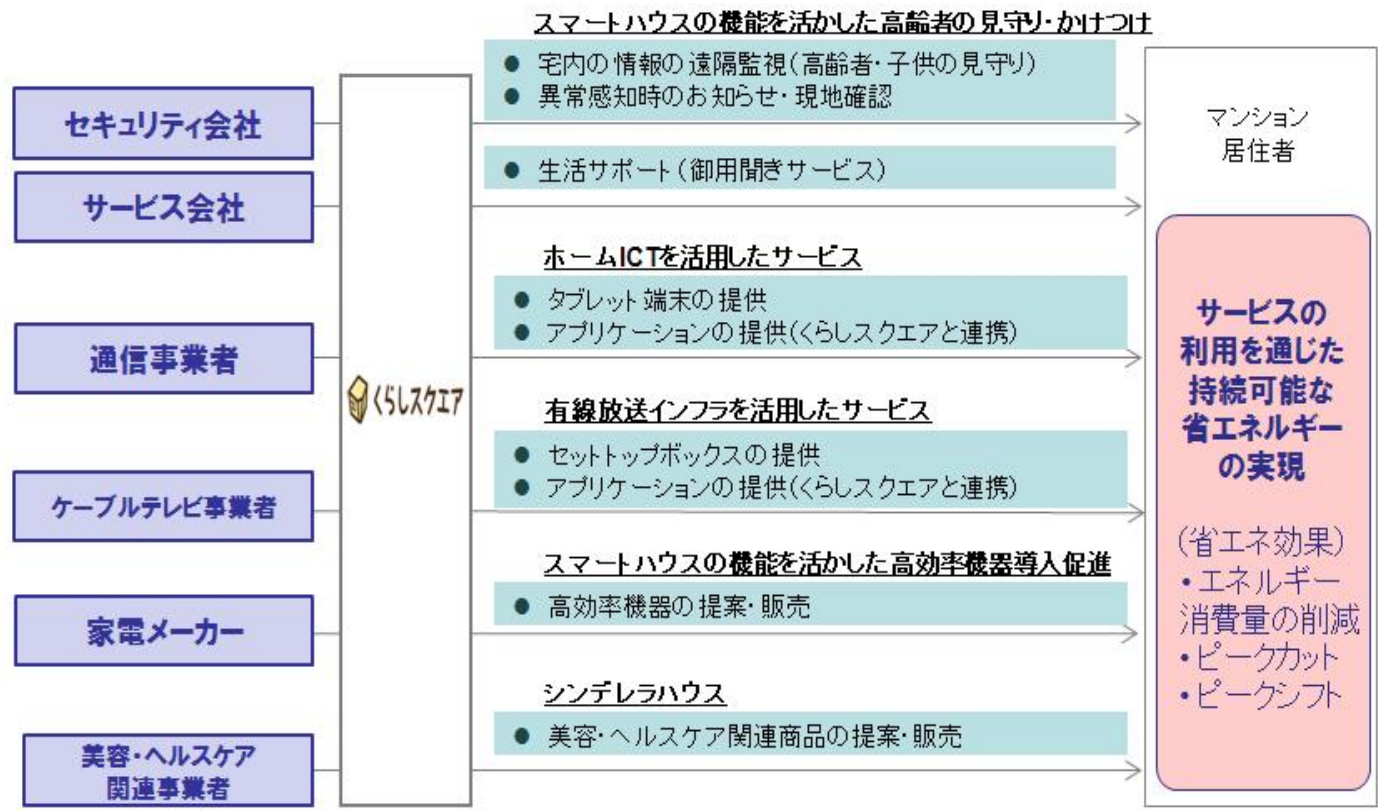 スマートハウスの機能を活かした高齢者の見守り・かけつけ
● 宅内の情報の遠隔監視(高齢者・子供の見守り)
● 異常感知時のお知らせ・現地確認
セキュリティ会社
● 生活サポート(御用聞きサービス)
サービス会社
ホームICTを活用したサービス
● タブレット端末の提供
● アプリケーションの提供(くらしスクエアと連携)
通信事業者
くらしスクエア
有線放送インフラを活用したサービス
● セットトップボックスの提供
● アプリケーションの提供(くらしスクエアと連携)
ケーブルテレビ事業者
スマートハウスの機能を活かした高効率機器導入促進
● 高効率機器の提案・販売
家電メーカー
シンデレラハウス
● 美容・ヘルスケア関連商品の提案・販売
美容・ヘルスケア
関連事業者
マンション
居住者
サービスの
利用を通じた
持続可能な
省エネルギー
の実現
(省エネ効果)
・エネルギー
消費量の削減
・ピークカット
・ピークシフト